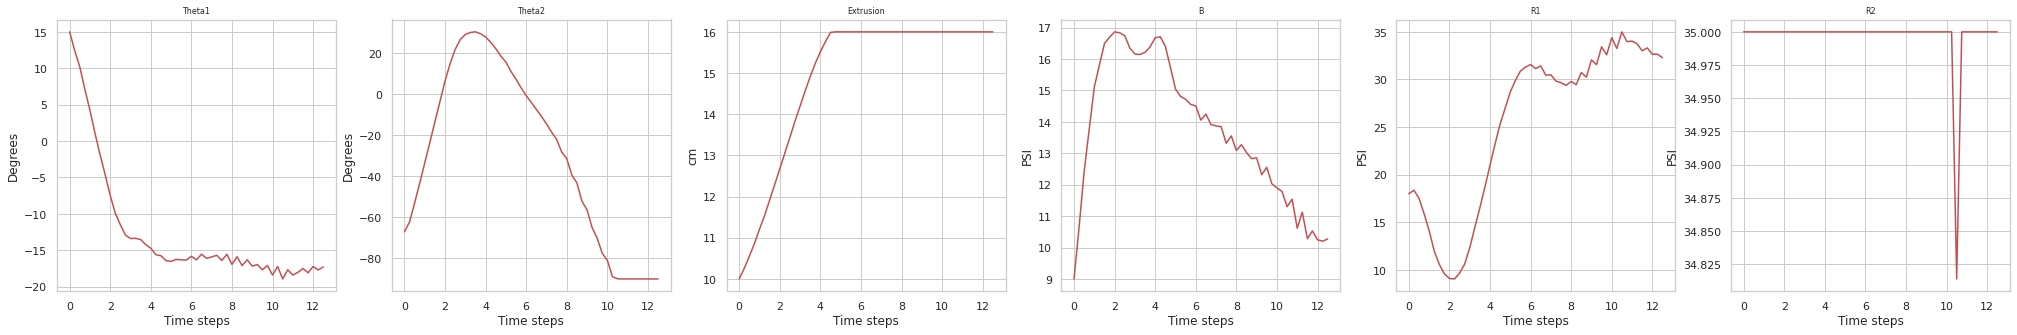 Theta1
Degrees
15
10
5
0
−5
−10
−15
−20
0 2 4 6 8 10 12
Time steps
Theta2
Degrees
20
0
−20
−40
−60
−80
0 2 4 6 8 10 12
Time steps
Extrusion
cm
16
15
14
13
12
11
10
0 2 4 6 8 10 12
Time steps
B
PSI
17
16
15
14
13
12
11
10
9
0 2 4 6 8 10 12
Time steps
R1
PSI
35
30
25
20
15
10
0 2 4 6 8 10 12
Time steps
R2
PSI
35.000
34.975
34.950
34.925
34.900
34.875
34.850
34.825
0 2 4 6 8 10 12
Time steps